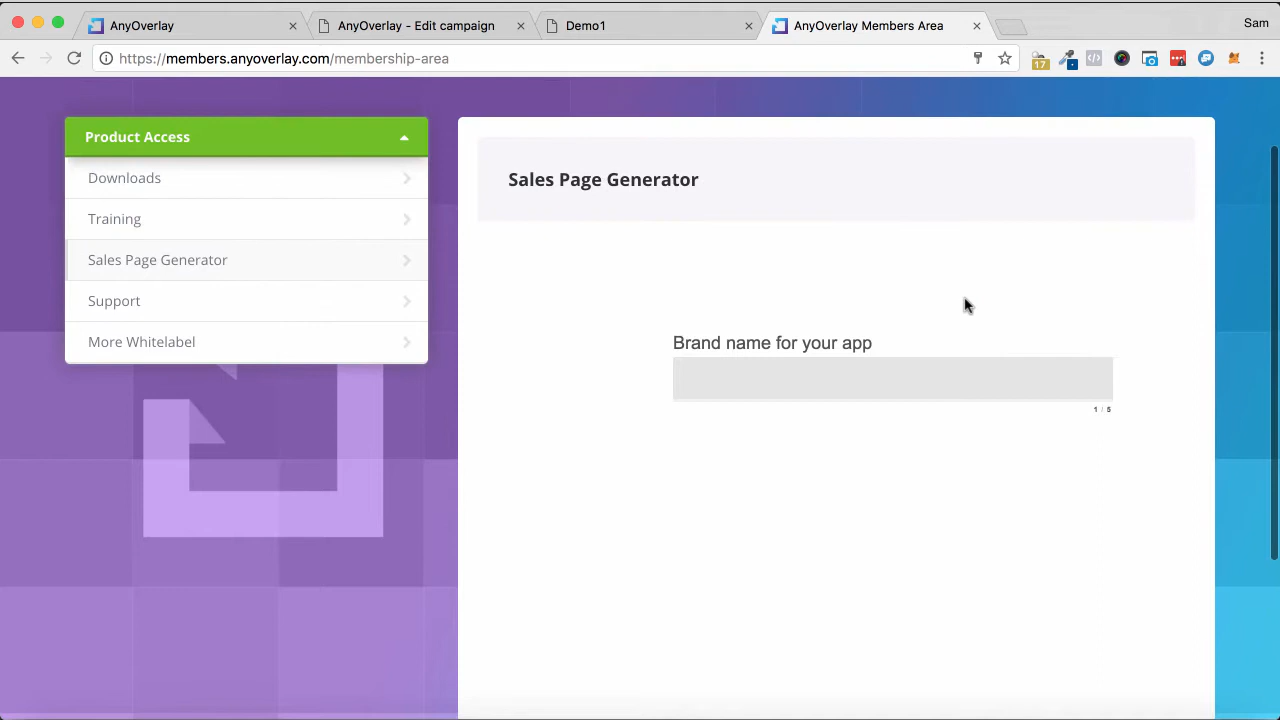 AnyOverlay
AnyOverlay - Edit campaign
Demo1
AnyOverlay Members Area
Sam
https://members.anyoverlay.com/membership-area
17
Product Access
Downloads
Training
Sales Page Generator
Support
More Whitelabel
Sales Page Generator
Brand name for your app
1 / 5